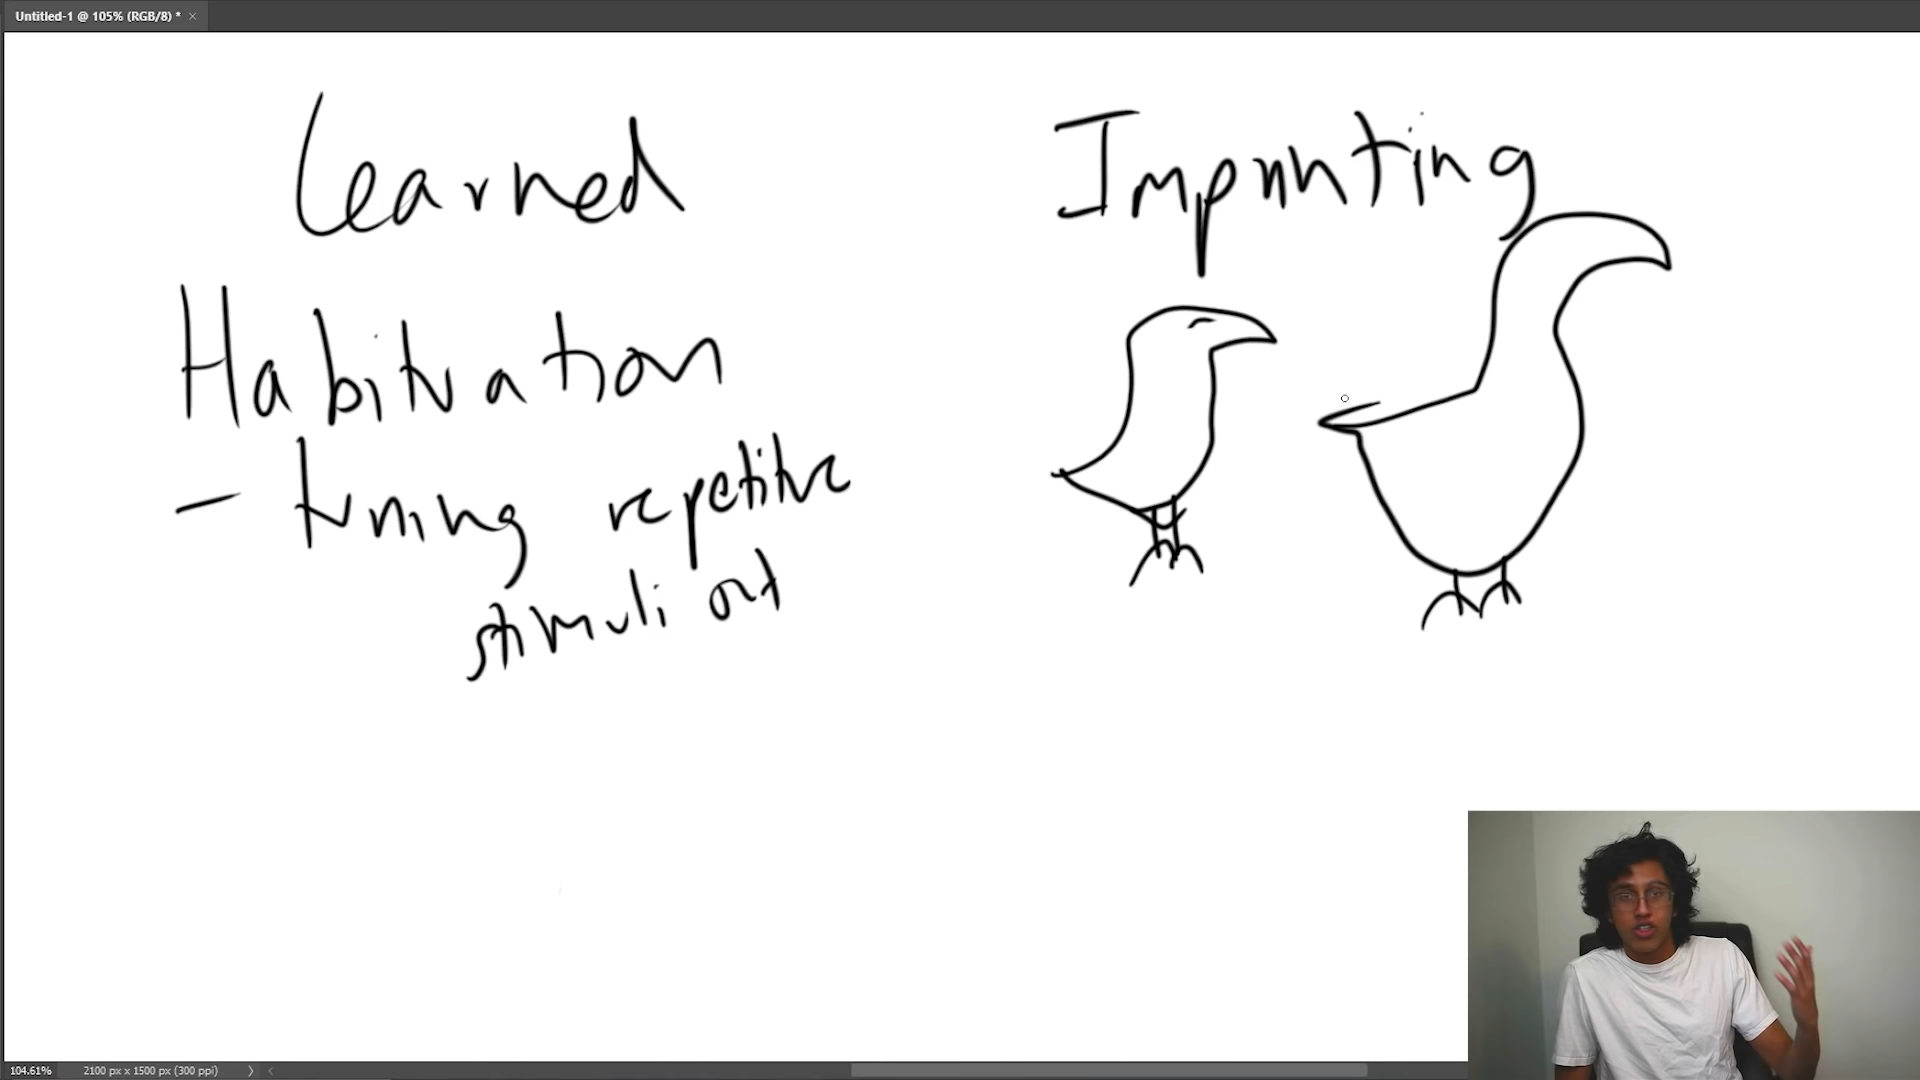 Untitled-1 @ 105% (RGB/8) * ×
Learned
Habituation
- tuning repetitive
stimuli out
Imprinting
104.61% 2100 px x 1500 px (300 ppi)